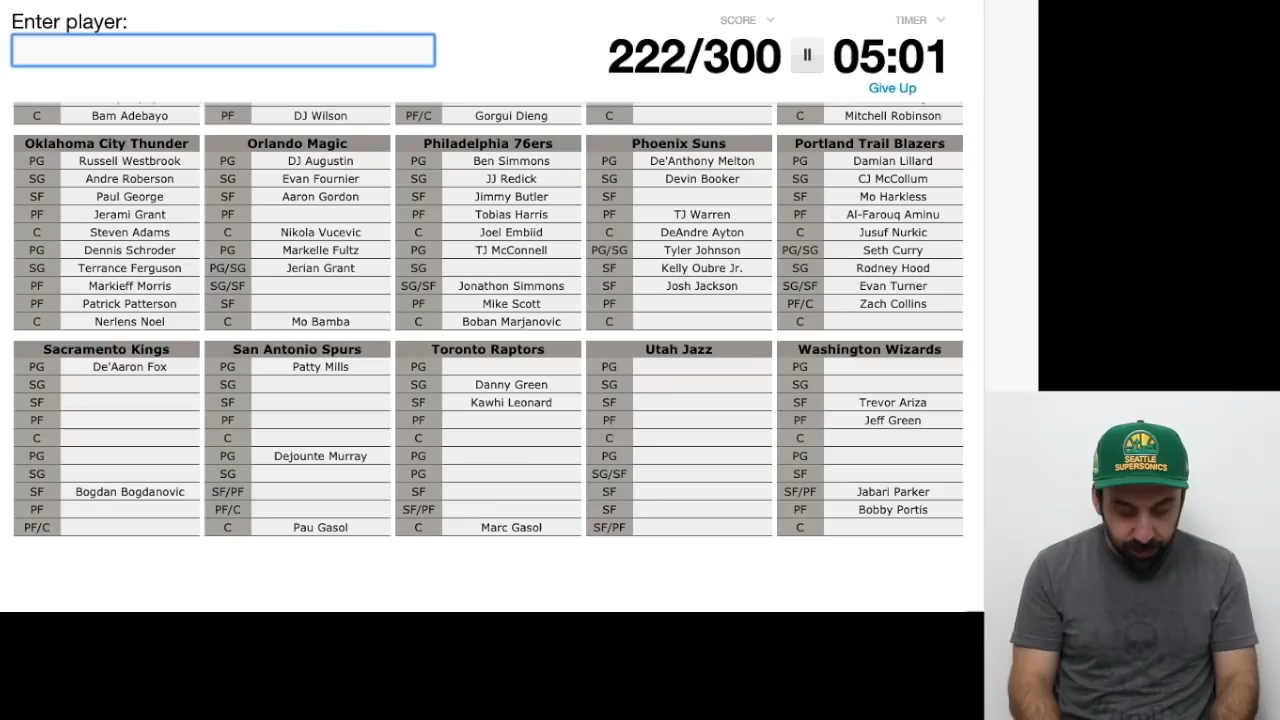 Enter player:
SCORE
TIMER
222/300
05:01
Give Up
C Bam Adebayo PF DJ Wilson PF/C Gorgui Dieng C C Mitchell Robinson
Oklahoma City Thunder Orlando Magic Philadelphia 76ers Phoenix Suns Portland Trail Blazers
PG Russell Westbrook PG DJ Augustin PG Ben Simmons PG De'Anthony Melton PG Damian Lillard
SG Andre Roberson SG Evan Fournier SG JJ Redick SG Devin Booker SG CJ McCollum
SF Paul George SF Aaron Gordon SF Jimmy Butler SF SF Mo Harkless
PF Jerami Grant PF PF Tobias Harris PF TJ Warren PF Al-Farouq Aminu
C Steven Adams C Nikola Vucevic C Joel Embiid C DeAndre Ayton C Jusuf Nurkic
PG Dennis Schroder PG Markelle Fultz PG TJ McConnell PG/SG Tyler Johnson PG/SG Seth Curry
SG Terrance Ferguson PG/SG Jerian Grant SG SF Kelly Oubre Jr. SG Rodney Hood
PF Markieff Morris SG/SF SG/SF Jonathon Simmons SF Josh Jackson SG/SF Evan Turner
PF Patrick Patterson SF PF Mike Scott PF PF/C Zach Collins
C Nerlens Noel C Mo Bamba C Boban Marjanovic C C
Sacramento Kings San Antonio Spurs Toronto Raptors Utah Jazz Washington Wizards
PG De'Aaron Fox PG Patty Mills PG PG PG
SG SG SG Danny Green SG SG
SF SF SF Kawhi Leonard SF SF Trevor Ariza
PF PF PF PF PF Jeff Green
C C C C C
PG PG Dejounte Murray PG PG PG
SG SG PG SG/SF SF
SF Bogdan Bogdanovic SF/PF SF SF SF/PF Jabari Parker
PF PF/C SF/PF SF PF Bobby Portis
PF/C C Pau Gasol C Marc Gasol SF/PF C
SEATTLE
SUPERSONICS